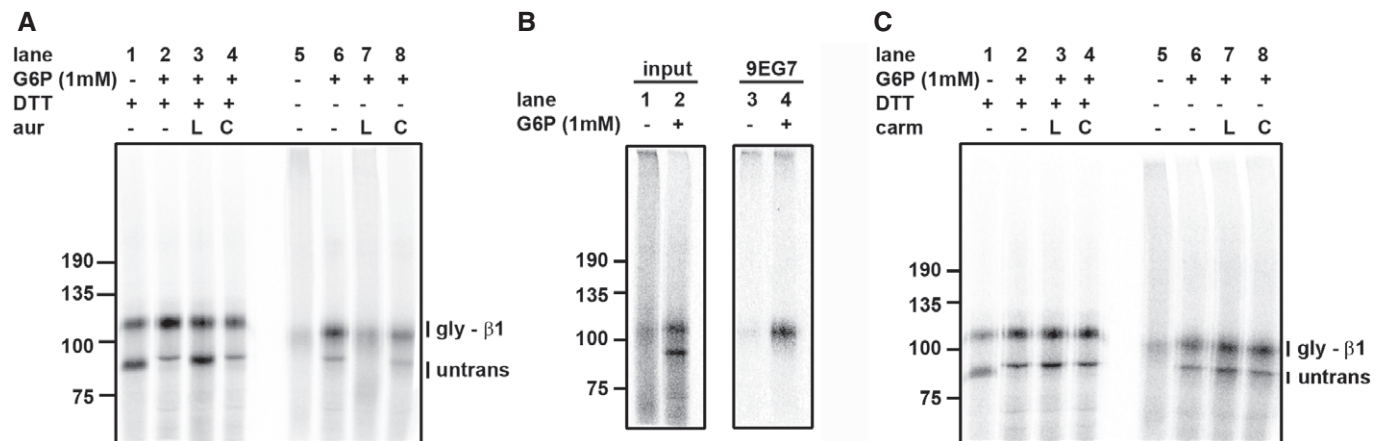 A
lane 1 2 3 4 5 6 7 8
G6P (1mM) - + + + - + + +
DTT + + + + - - - -
aur - - L C - - L C
190
135
100
75
gly - β1
untrans
B
input 9EG7
lane 1 2 3 4
G6P (1mM) - + - +
190
135
100
75
C
lane 1 2 3 4 5 6 7 8
G6P (1mM) - + + + - + + +
DTT + + + + - - - -
carm - - L C - - L C
190
135
100
75
gly - β1
untrans